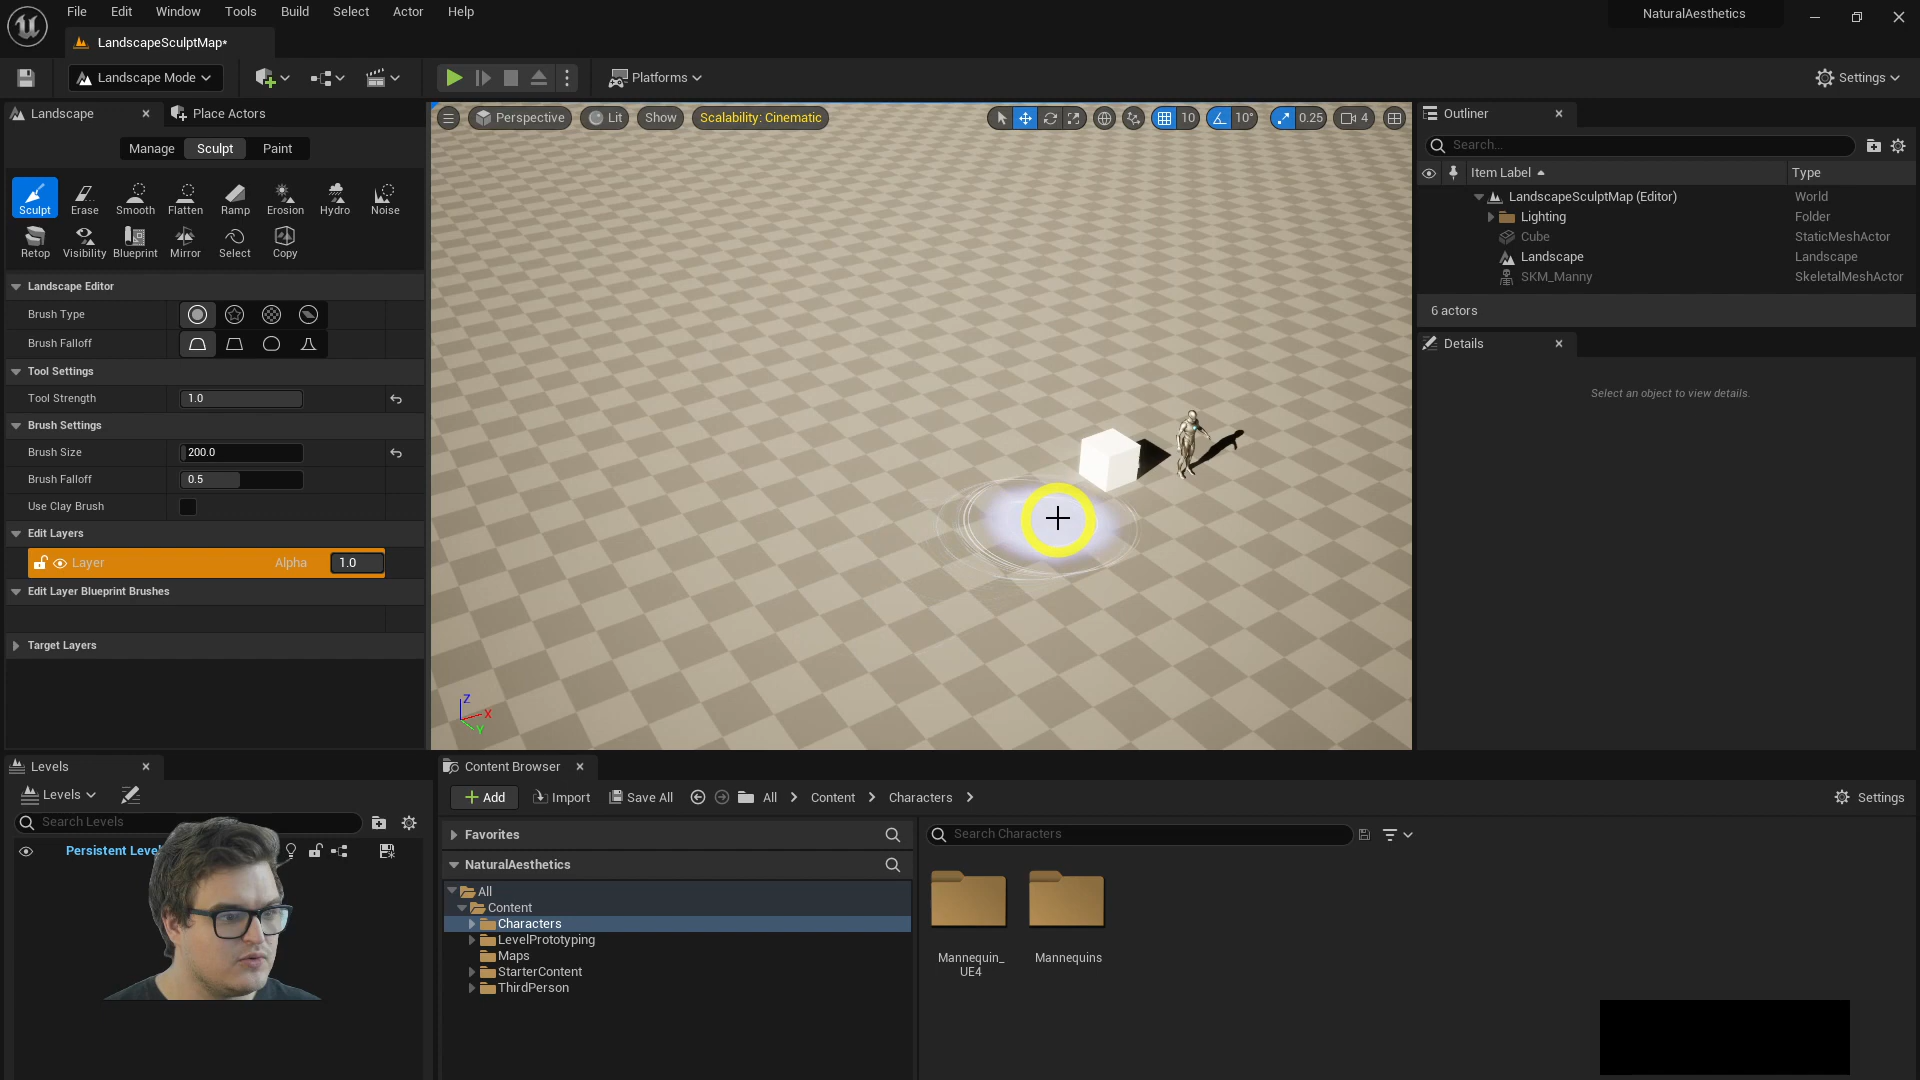 File Edit Window Tools Build Select Actor Help
NaturalAesthetics
LandscapeSculptMap*
Landscape Mode
Platforms
Settings
Landscape
Place Actors
Manage Sculpt Paint
Sculpt Erase Smooth Flatten Ramp Erosion Hydro Noise
Retop Visibility Blueprint Mirror Select Copy
Landscape Editor
Brush Type
Brush Falloff
Tool Settings
Tool Strength 1.0
Brush Settings
Brush Size 200.0
Brush Falloff 0.5
Use Clay Brush
Edit Layers
Layer Alpha 1.0
Edit Layer Blueprint Brushes
Target Layers
Perspective Lit Show Scalability: Cinematic
10 10° 0.25 4
Z
X
Y
Outliner
Search...
Item Label Type
LandscapeSculptMap (Editor) World
Lighting Folder
Cube StaticMeshActor
Landscape Landscape
SKM_Manny SkeletalMeshActor
6 actors
Details
Select an object to view details.
Levels
Levels
Search Levels
Persistent Level
Content Browser
Add Import Save All All Content Characters
Settings
Favorites
NaturalAesthetics
All
Content
Characters
LevelPrototyping
Maps
StarterContent
ThirdPerson
Search Characters
Mannequin_
UE4
Mannequins